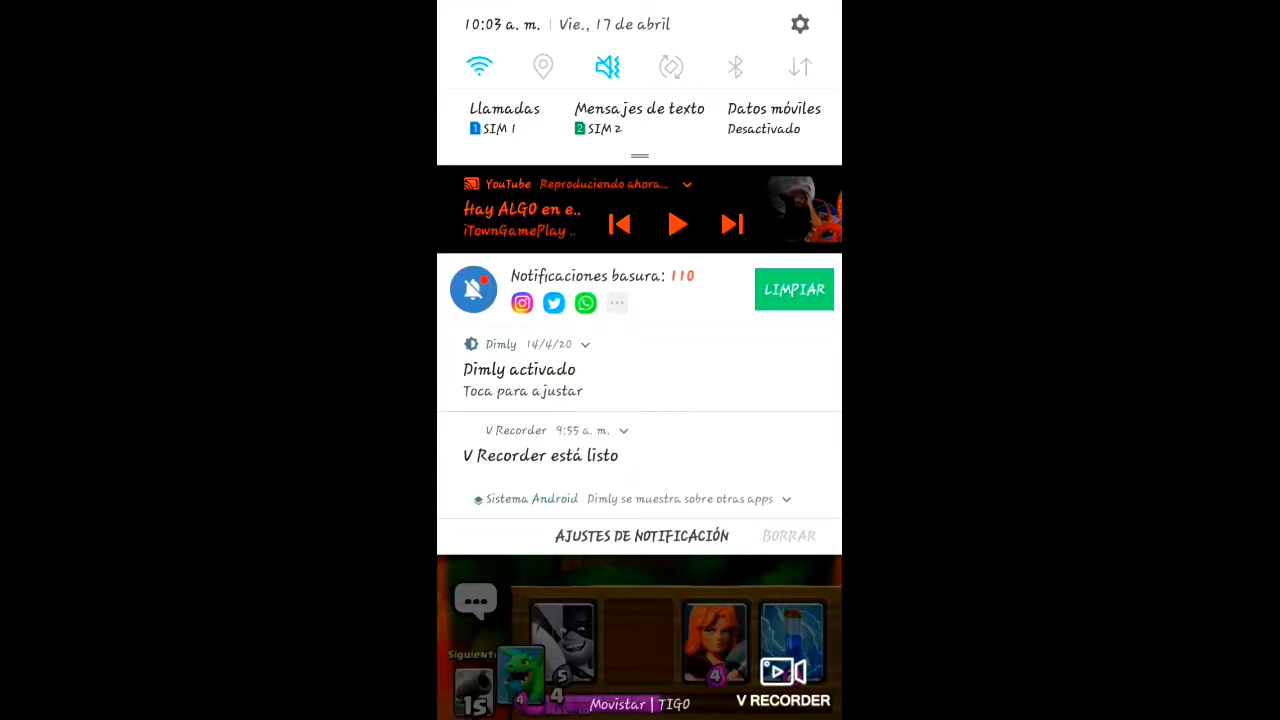 10:03 a. m. | Vie., 17 de abril
Llamadas Mensajes de texto Datos móviles
1 SIM 1 2 SIM 2 Desactivado
YouTube Reproduciendo ahora...
Hay ALGO en e..
iTownGamePlay ..
Notificaciones basura: 110
LIMPIAR
Dimly 14/4/20
Dimly activado
Toca para ajustar
V Recorder 9:55 a. m.
V Recorder está listo
Sistema Android Dimly se muestra sobre otras apps
AJUSTES DE NOTIFICACIÓN BORRAR
Siguient
5
4
4
4
Movistar | TIGO
V RECORDER